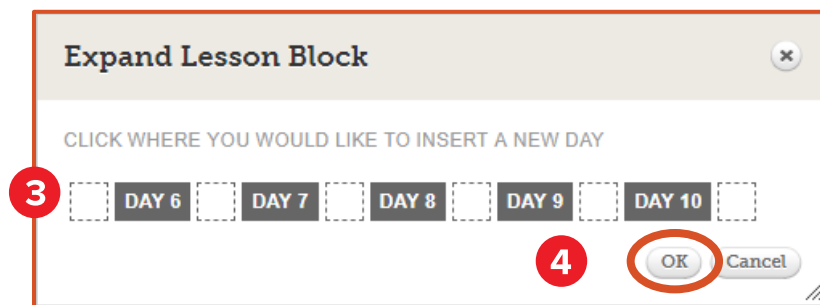 Expand Lesson Block
CLICK WHERE YOU WOULD LIKE TO INSERT A NEW DAY
3 DAY 6 DAY 7 DAY 8 DAY 9 DAY 10
4 OK Cancel